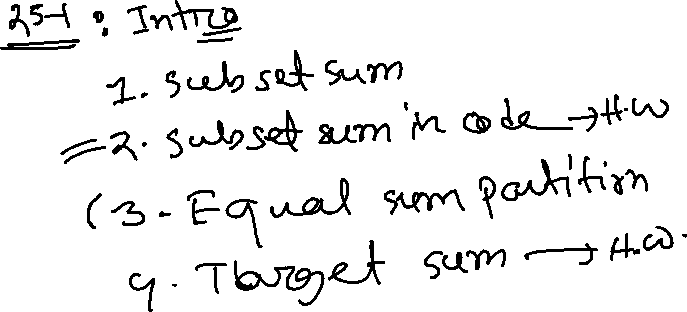 25-1 : Intro
1. subset sum
=2. subset sum in code → H.W
(3 - Equal sum partition
4. Target sum → H.W.